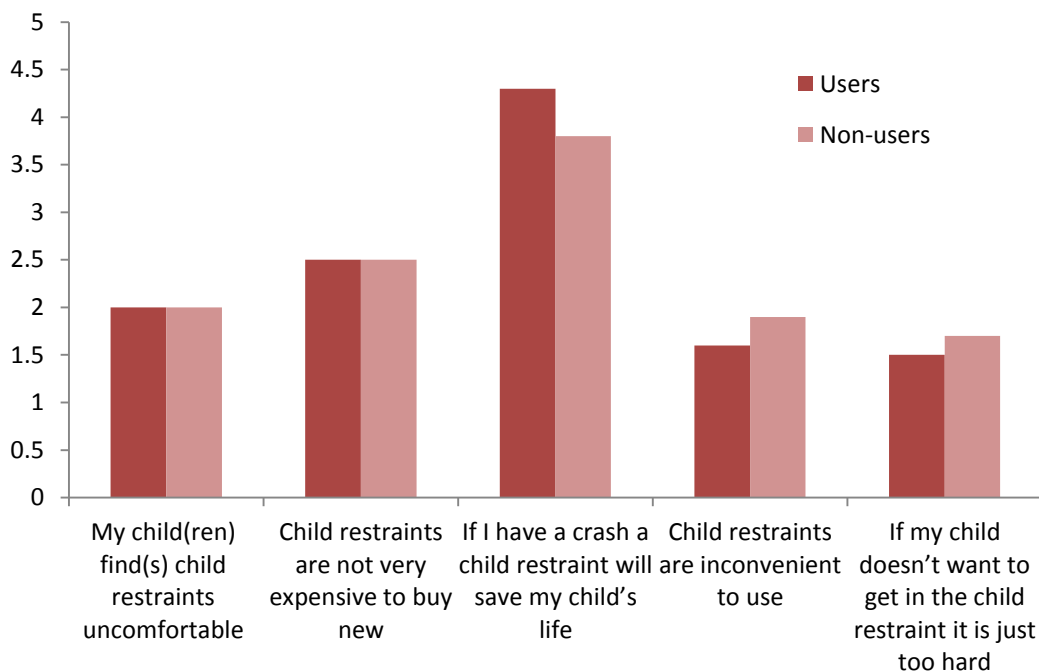 5
4.5
4
3.5
3
2.5
2
1.5
1
0.5
0
Users
Non-users
My child(ren)
find(s) child
restraints
uncomfortable
Child restraints
are not very
expensive to buy
new
If I have a crash a
child restraint will
save my child’s
life
Child restraints
are inconvenient
to use
If my child
doesn’t want to
get in the child
restraint it is just
too hard